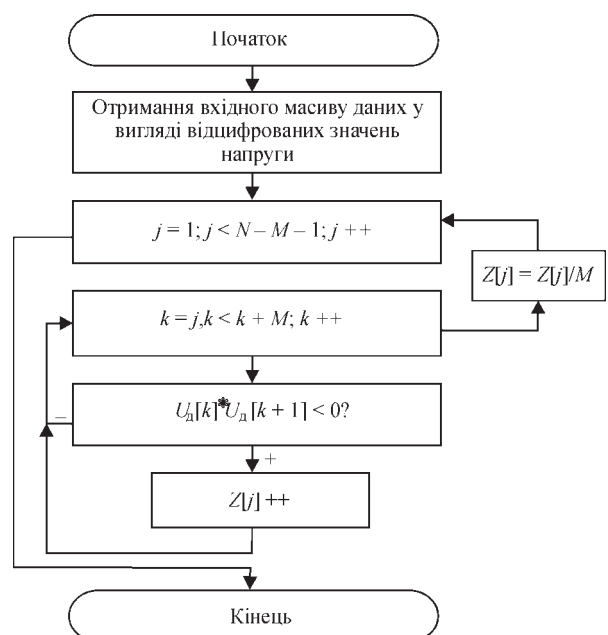 Початок
Отримання вхідного масиву даних у
вигляді відцифрованих значень
напруги
j = 1; j < N – M – 1; j ++
Z[j] = Z[j]/M
k = j,k < k + M; k ++
Uд[k]*Uд[k + 1] < 0?
–
+
Z[j] ++
Кінець